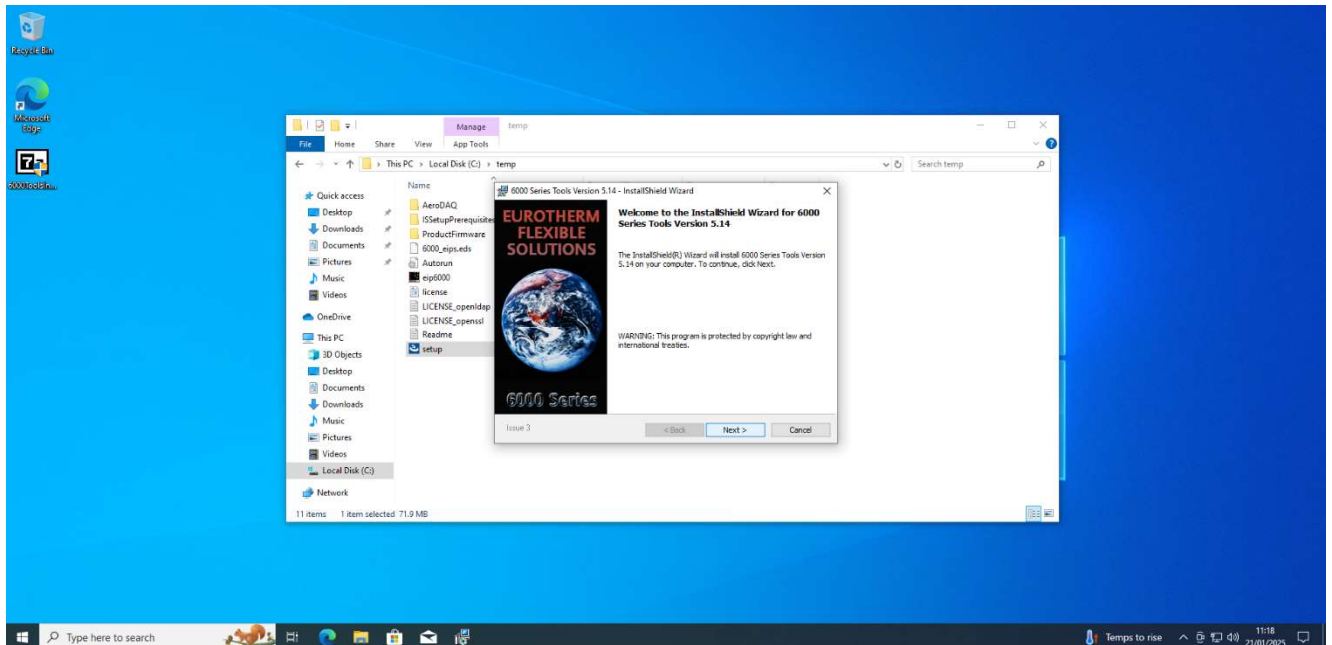 Recycle Bin
Microsoft
Edge
6000Toolsin...
Manage
temp
File
Home
Share
View
App Tools
This PC > Local Disk (C:) > temp
Search temp
Quick access
Desktop
Downloads
Documents
Pictures
Music
Videos
OneDrive
This PC
3D Objects
Desktop
Documents
Downloads
Music
Pictures
Videos
Local Disk (C:)
Network
Name
AeroDAQ
ISSetupPrerequisites
ProductFirmware
6000_eips.eds
Autorun
eip6000
license
LICENSE_openldap
LICENSE_openssl
Readme
setup
11 items
1 item selected 71.9 MB
6000 Series Tools Version 5.14 - InstallShield Wizard
EUROTHERM
FLEXIBLE
SOLUTIONS
6000 Series
Welcome to the InstallShield Wizard for 6000
Series Tools Version 5.14
The InstallShield(R) Wizard will install 6000 Series Tools Version
5.14 on your computer. To continue, click Next.
WARNING: This program is protected by copyright law and
international treaties.
Issue 3
< Back
Next >
Cancel
Type here to search
Temps to rise
11:18
21/01/2025